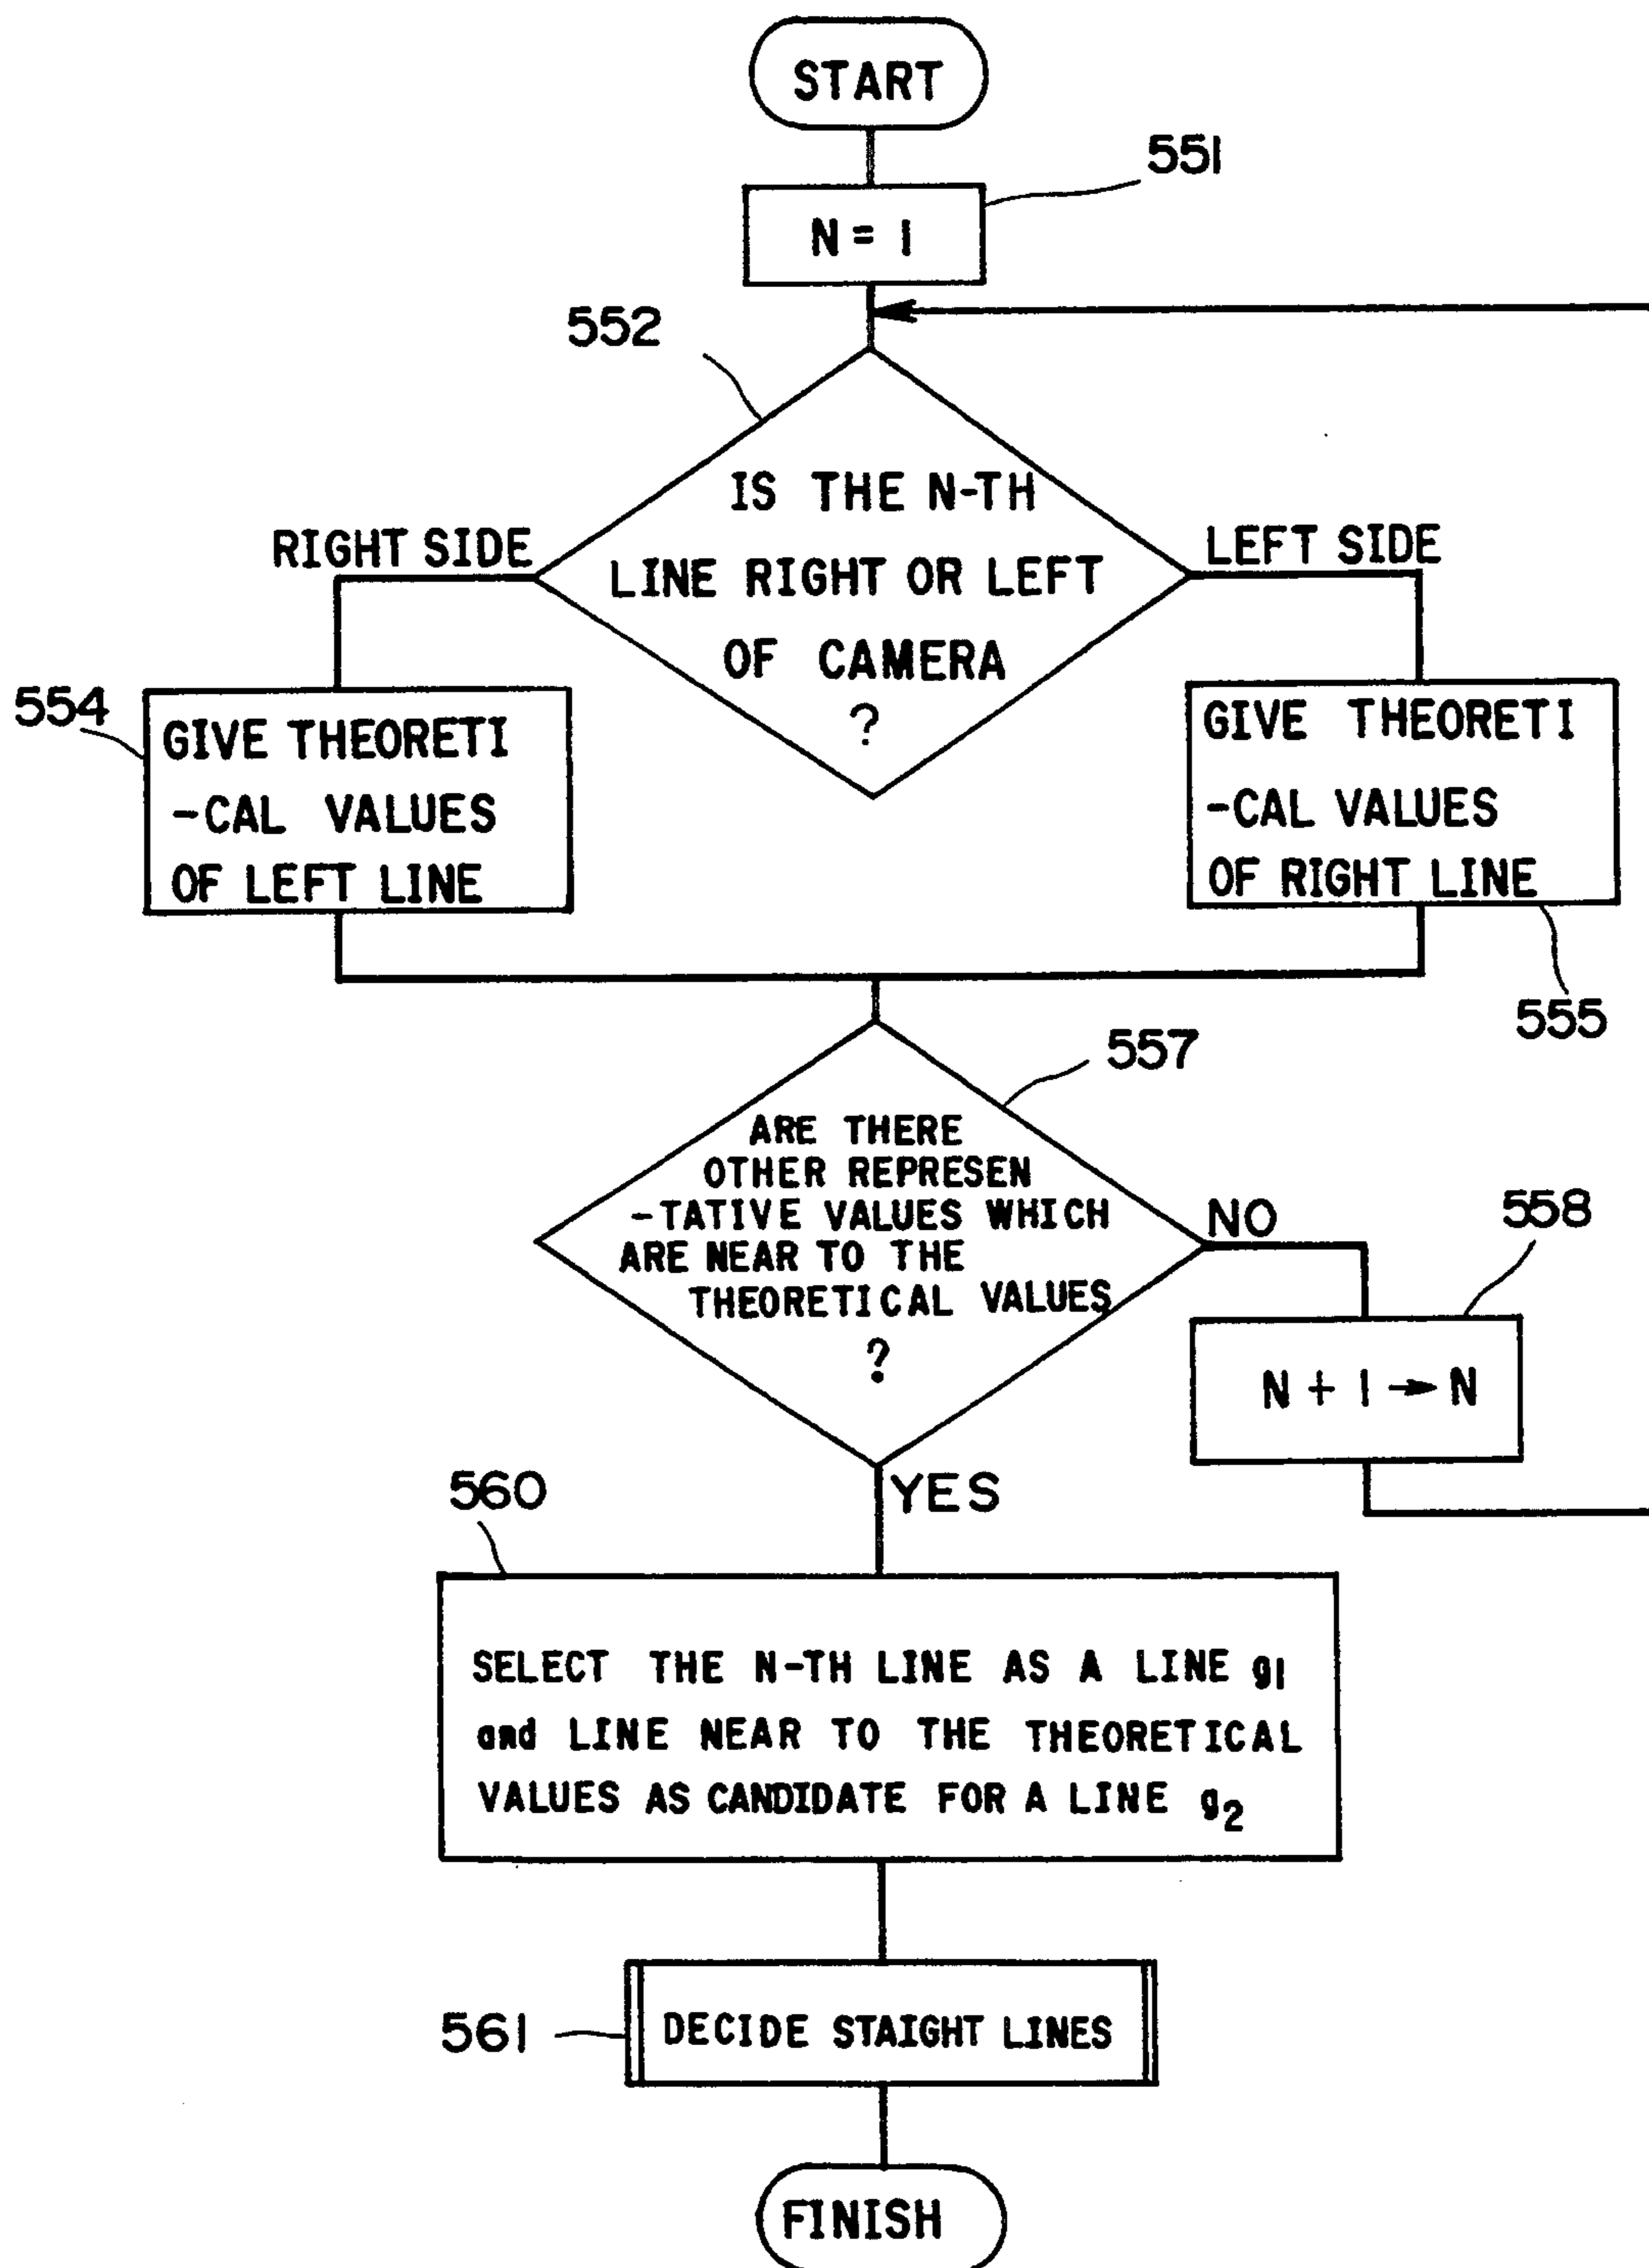 START
551
N = 1
552
IS THE N-TH
LINE RIGHT OR LEFT
OF CAMERA
?
RIGHT SIDE
LEFT SIDE
554
GIVE THEORETI
-CAL VALUES
OF LEFT LINE
GIVE THEORETI
-CAL VALUES
OF RIGHT LINE
555
557
ARE THERE
OTHER REPRESEN
-TATIVE VALUES WHICH
ARE NEAR TO THE
THEORETICAL VALUES
?
NO
558
N + 1 → N
YES
560
SELECT THE N-TH LINE AS A LINE g1
and LINE NEAR TO THE THEORETICAL
VALUES AS CANDIDATE FOR A LINE g2
561
DECIDE STAIGHT LINES
FINISH